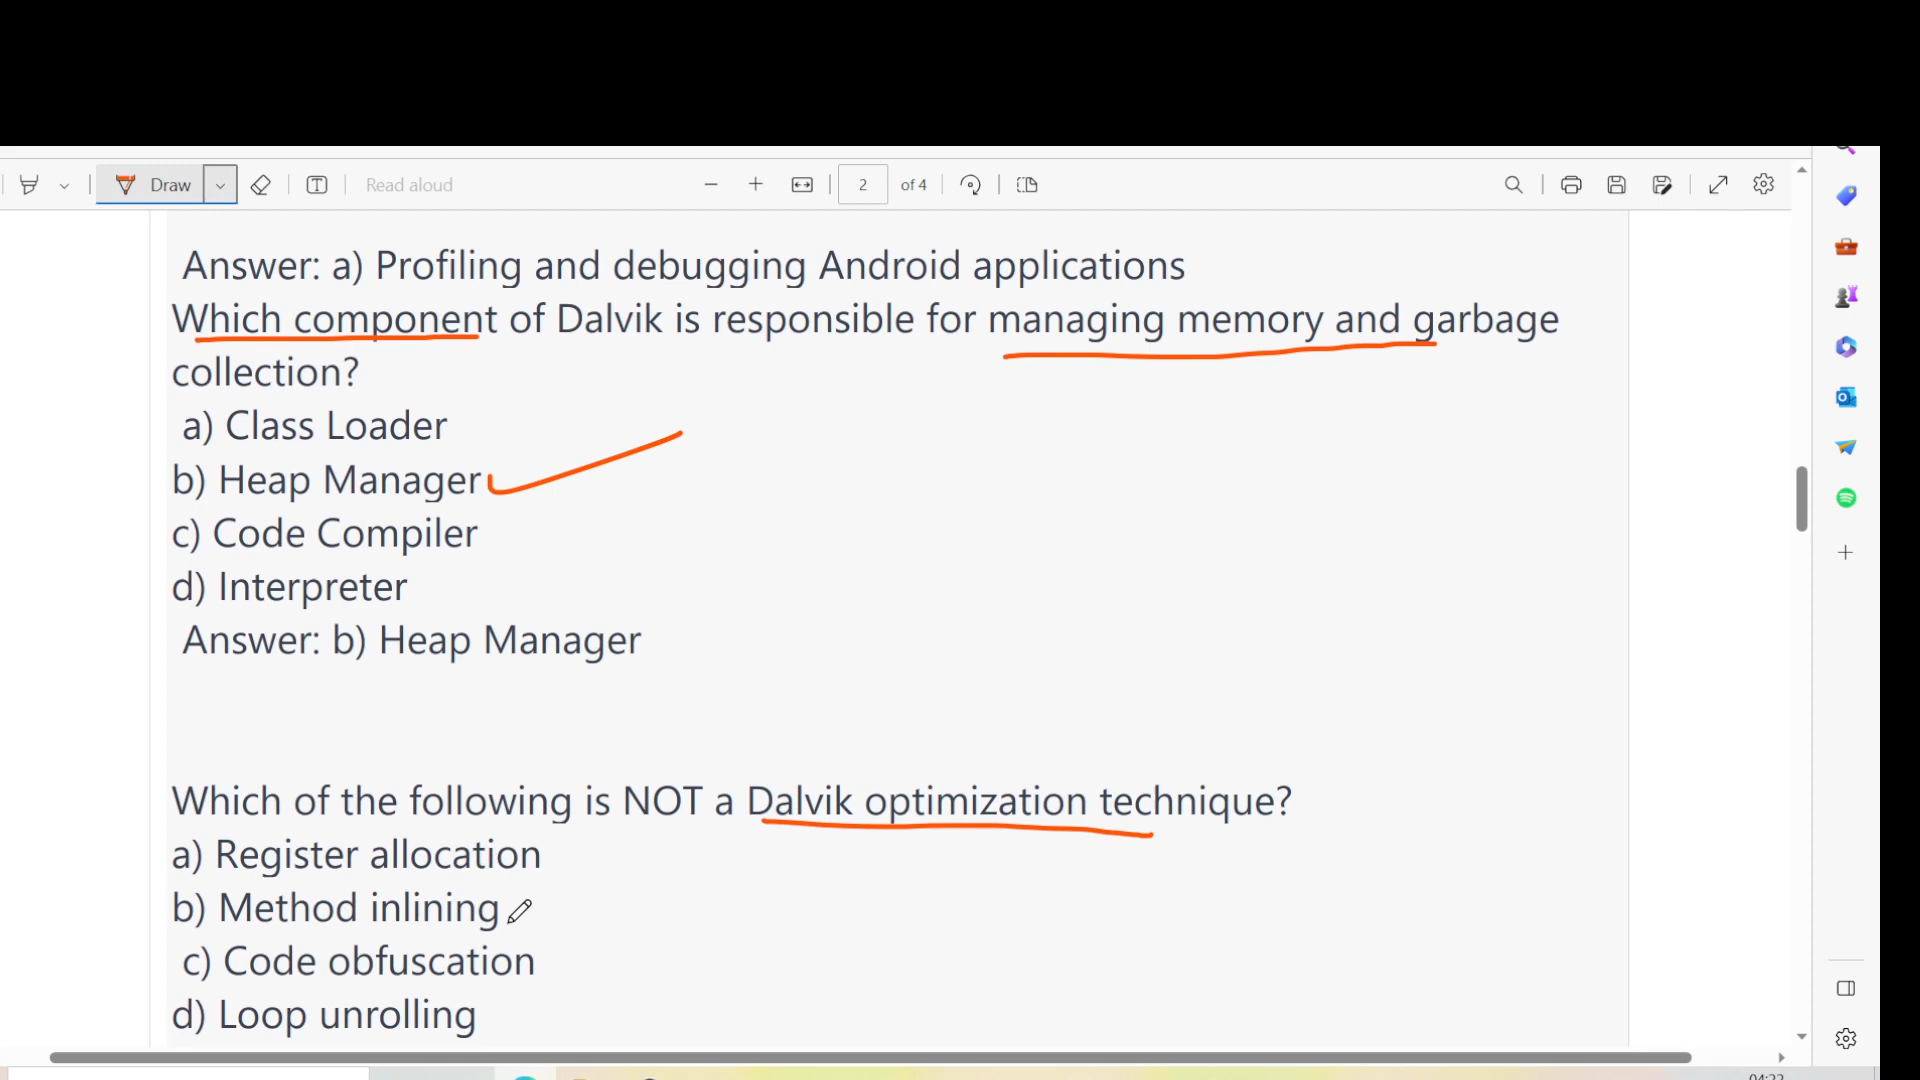 Draw
Read aloud
2
of 4
Answer: a) Profiling and debugging Android applications
Which component of Dalvik is responsible for managing memory and garbage
collection?
a) Class Loader
b) Heap Manager
c) Code Compiler
d) Interpreter
Answer: b) Heap Manager
Which of the following is NOT a Dalvik optimization technique?
a) Register allocation
b) Method inlining
c) Code obfuscation
d) Loop unrolling